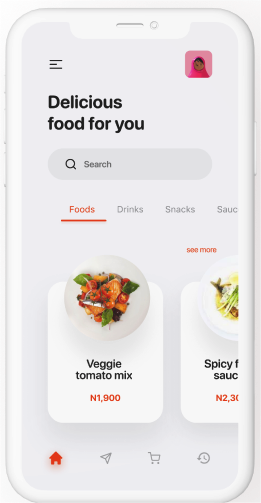 Delicious
food for you
Search
Foods Drinks Snacks Sauc
see more
Veggie
tomato mix
N1,900
Spicy f
sauc
N2,30